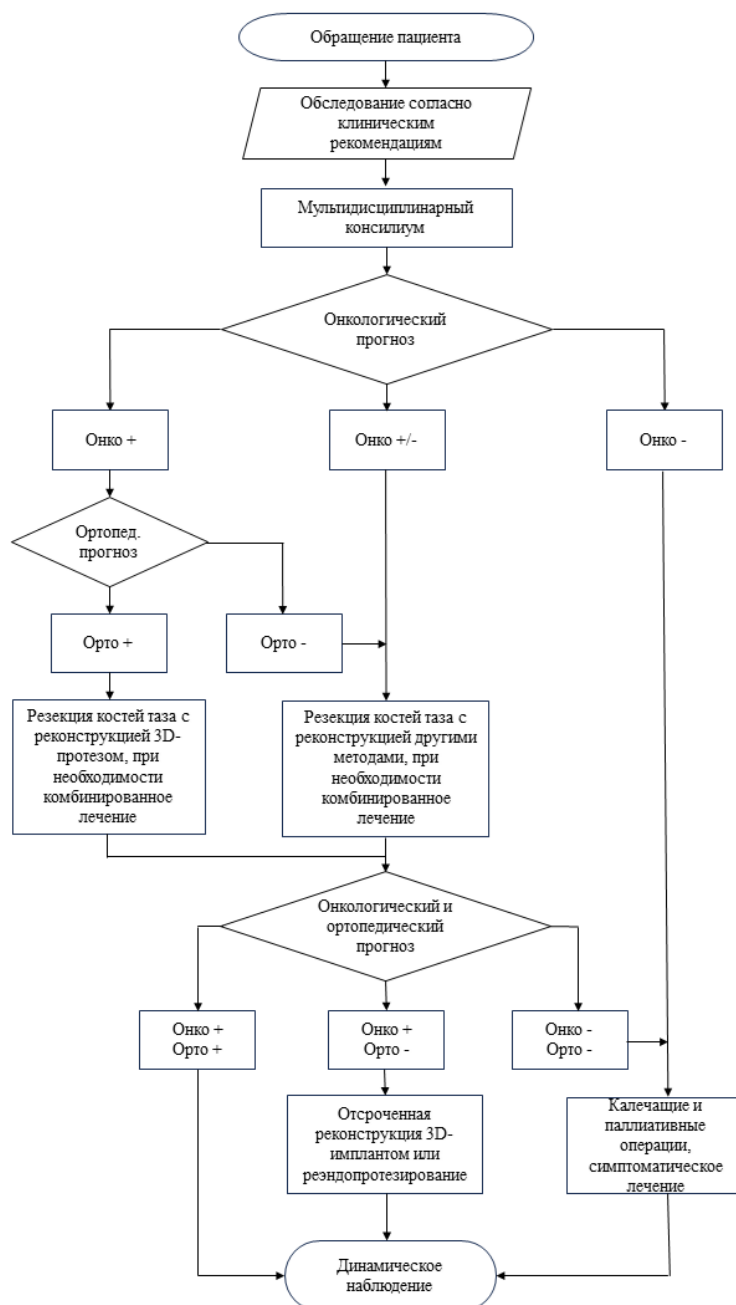 Обращение пациента
Обследование согласно
клиническим
рекомендациям
Мультидисциплинарный
консилиум
Онкологический
прогноз
Онко +
Онко +/-
Онко -
Ортопед.
прогноз
Орто +
Орто -
Резекция костей таза с
реконструкцией 3D-
протезом, при
необходимости
комбинированное
лечение
Резекция костей таза с
реконструкцией другими
методами, при
необходимости
комбинированное
лечение
Онкологический и
ортопедический
прогноз
Онко +
Орто +
Онко +
Орто -
Онко -
Орто -
Отсроченная
реконструкция 3D-
имплантом или
реэндопротезирование
Калечащие и
паллиативные
операции,
симптоматическое
лечение
Динамическое
наблюдение